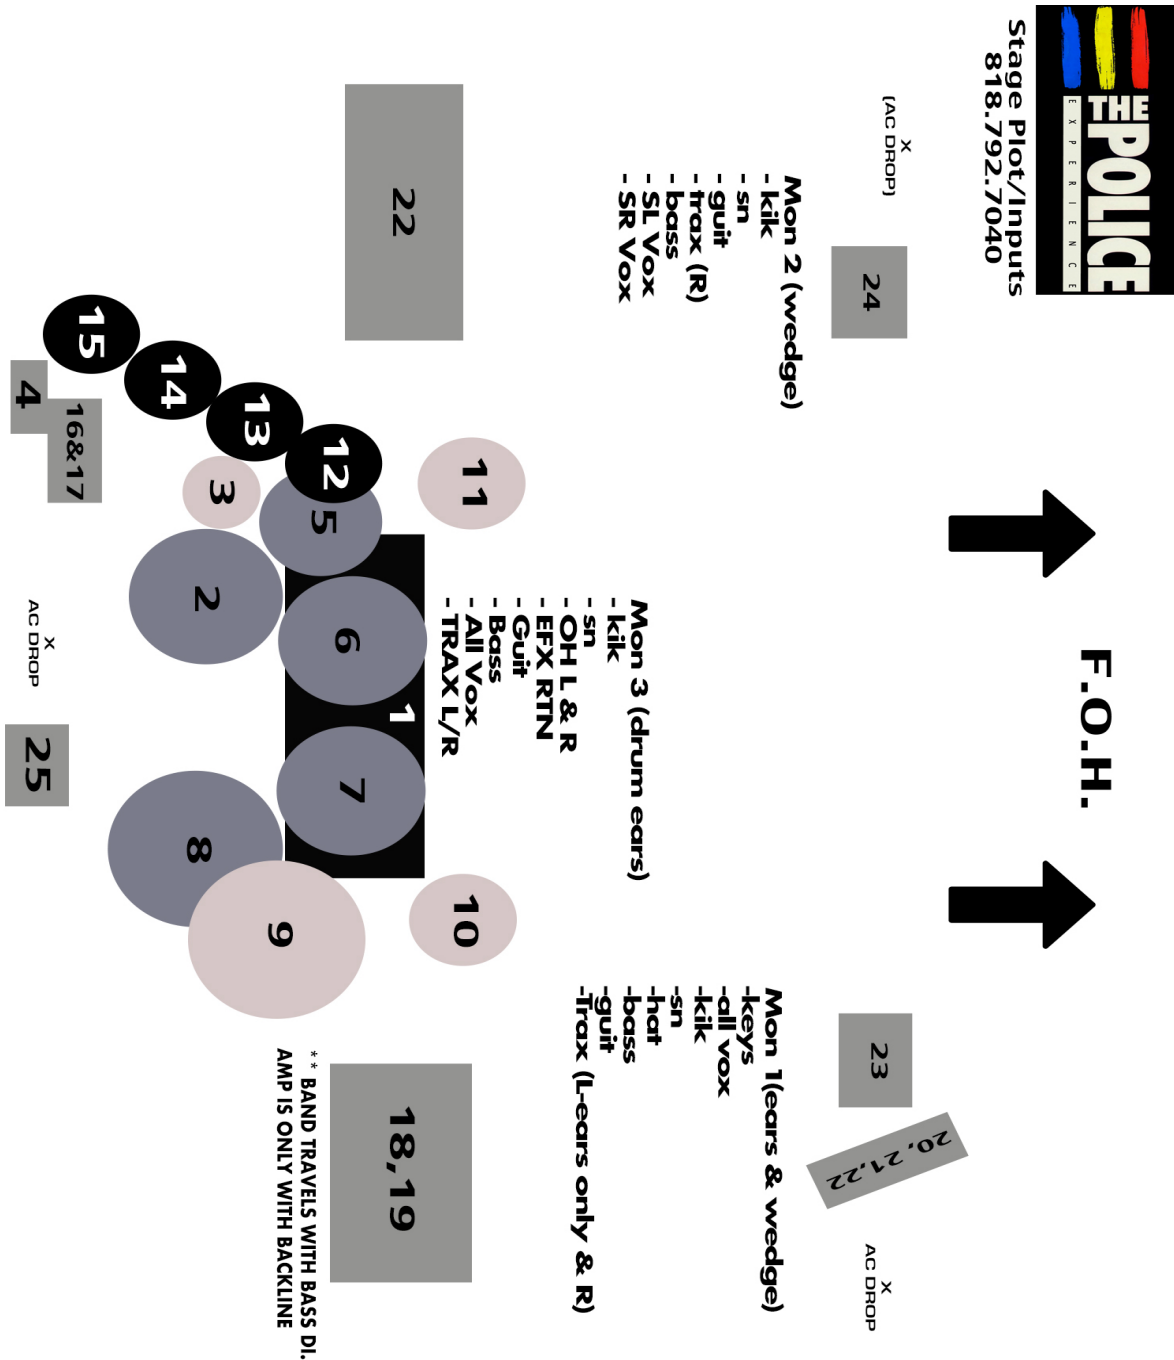 THE
POLICE
EXPERIENCE
Stage Plot/Inputs
818.792.7040
X
(AC DROP)
24
Mon 2 (wedge)
- kik
- sn
- guit
- trax (R)
- bass
- SL Vox
- SR Vox
22
F.O.H.
Mon 3 (drum ears)
- kik
- sn
- OH L & R
- EFX RTN
- Guit
- Bass
- All Vox
- TRAX L/R
11
12
13
14
15
5
3
4
16&17
2
6
1
7
8
9
10
X
AC DROP
25
23
20, 21,22
X
AC DROP
Mon 1(ears & wedge)
-keys
-all vox
-kik
-sn
-hat
-bass
-guit
-Trax (L-ears only & R)
18,19
** BAND TRAVELS WITH BASS DI.
AMP IS ONLY WITH BACKLINE